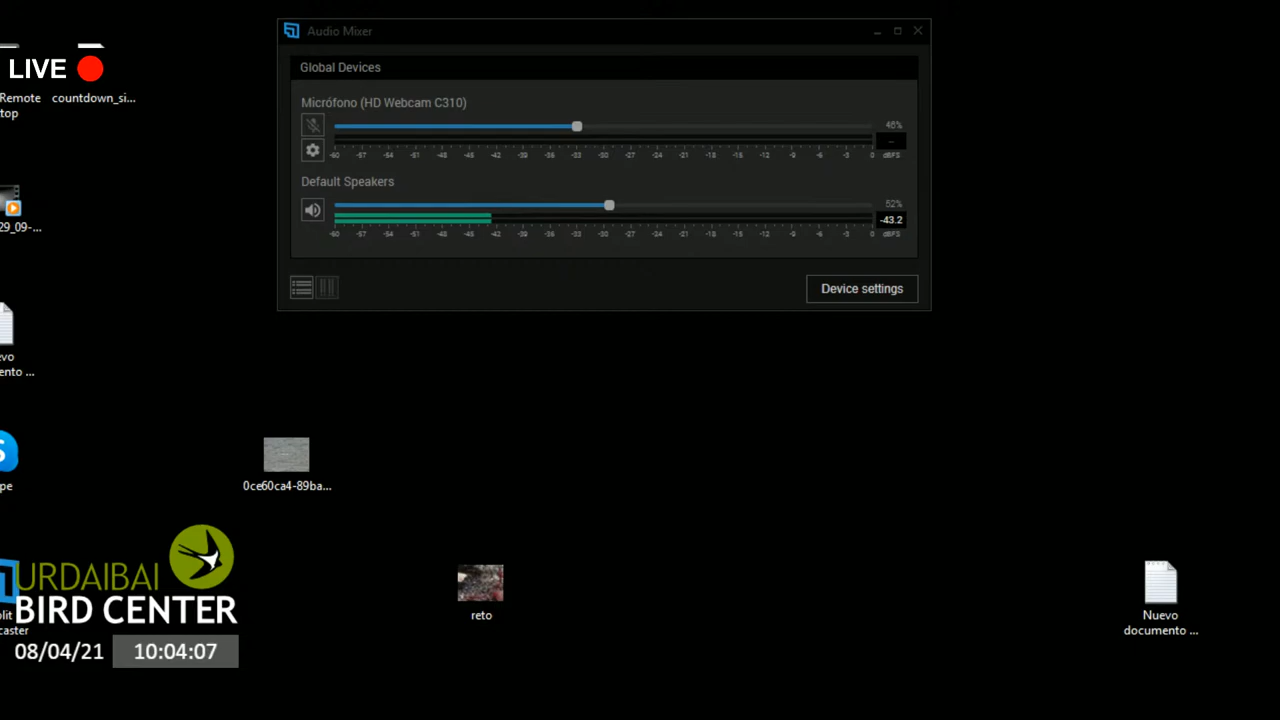 Audio Mixer
LIVE
Global Devices
Remote
top
countdown_si...
Micrófono (HD Webcam C310)
46%
--
-60 -57 -54 -51 -48 -45 -42 -39 -36 -33 -30 -27 -24 -21 -18 -15 -12 -9 -6 -3 0 dBFS
Default Speakers
52%
-43.2
-60 -57 -54 -51 -48 -45 -42 -39 -36 -33 -30 -27 -24 -21 -18 -15 -12 -9 -6 -3 0 dBFS
29_09-...
Device settings
evo
ento ...
S
pe
0ce60ca4-89ba...
URDAIBAI
BIRD CENTER
plit
caster
reto
Nuevo
documento ...
08/04/21 10:04:07